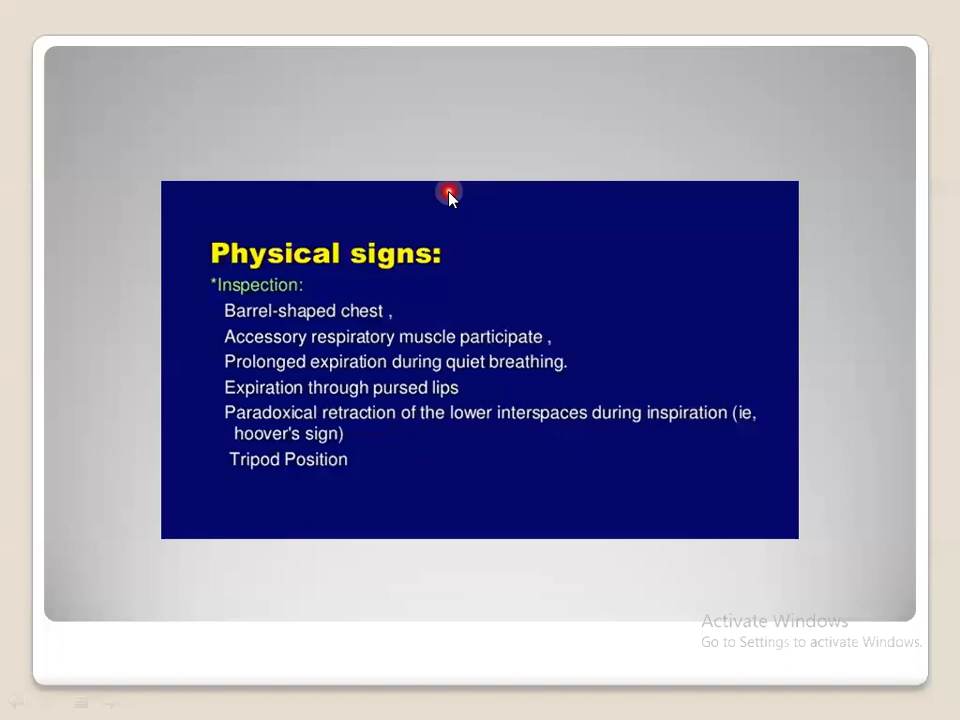 Physical signs:
*Inspection:
Barrel-shaped chest ,
Accessory respiratory muscle participate ,
Prolonged expiration during quiet breathing.
Expiration through pursed lips
Paradoxical retraction of the lower interspaces during inspiration (ie,
hoover's sign)
Tripod Position
Activate Windows
Go to Settings to activate Windows.